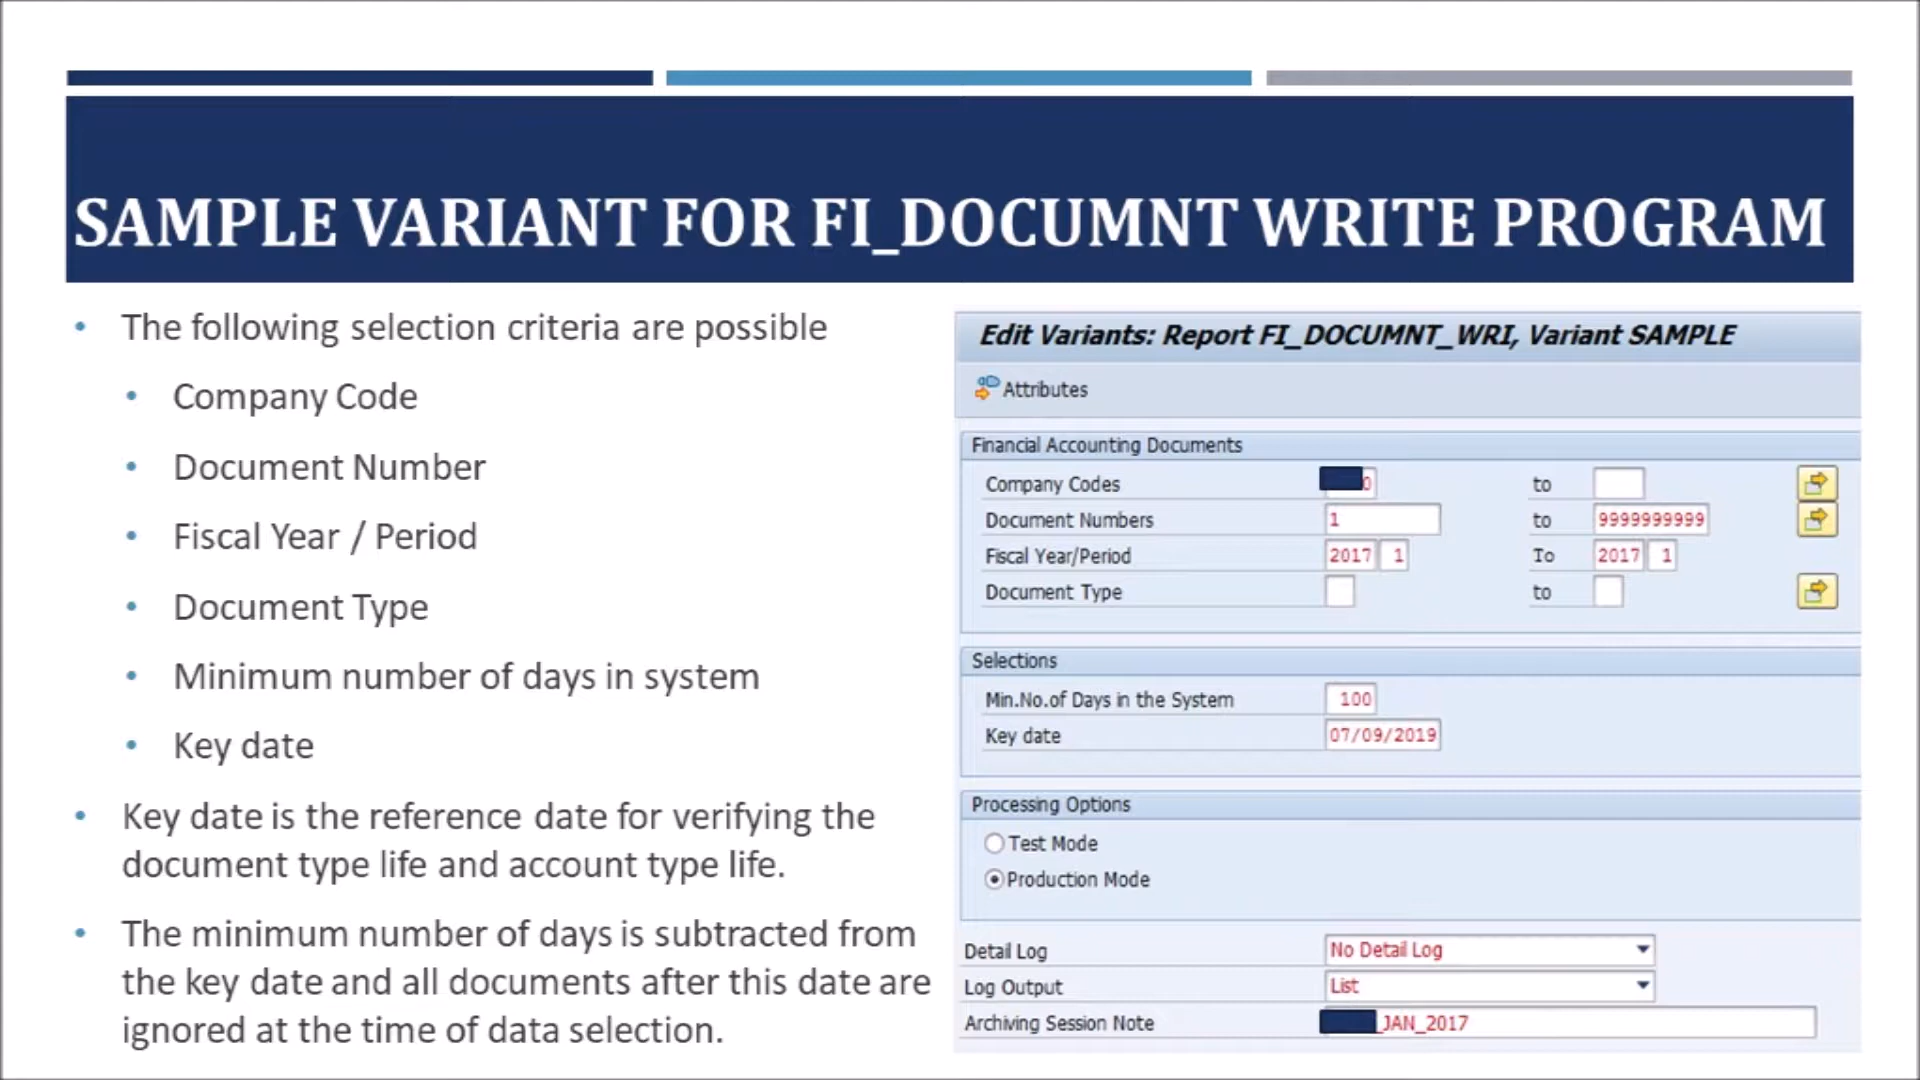 SAMPLE VARIANT FOR FI_DOCUMNT WRITE PROGRAM
• The following selection criteria are possible
• Company Code
• Document Number
• Fiscal Year / Period
• Document Type
• Minimum number of days in system
• Key date
• Key date is the reference date for verifying the
document type life and account type life.
• The minimum number of days is subtracted from
the key date and all documents after this date are
ignored at the time of data selection.
Edit Variants: Report FI_DOCUMNT_WRI, Variant SAMPLE
Attributes
Financial Accounting Documents
Company Codes 0 to
Document Numbers 1 to 9999999999
Fiscal Year/Period 2017 1 To 2017 1
Document Type to
Selections
Min.No.of Days in the System 100
Key date 07/09/2019
Processing Options
Test Mode
Production Mode
Detail Log No Detail Log
Log Output List
Archiving Session Note _JAN_2017